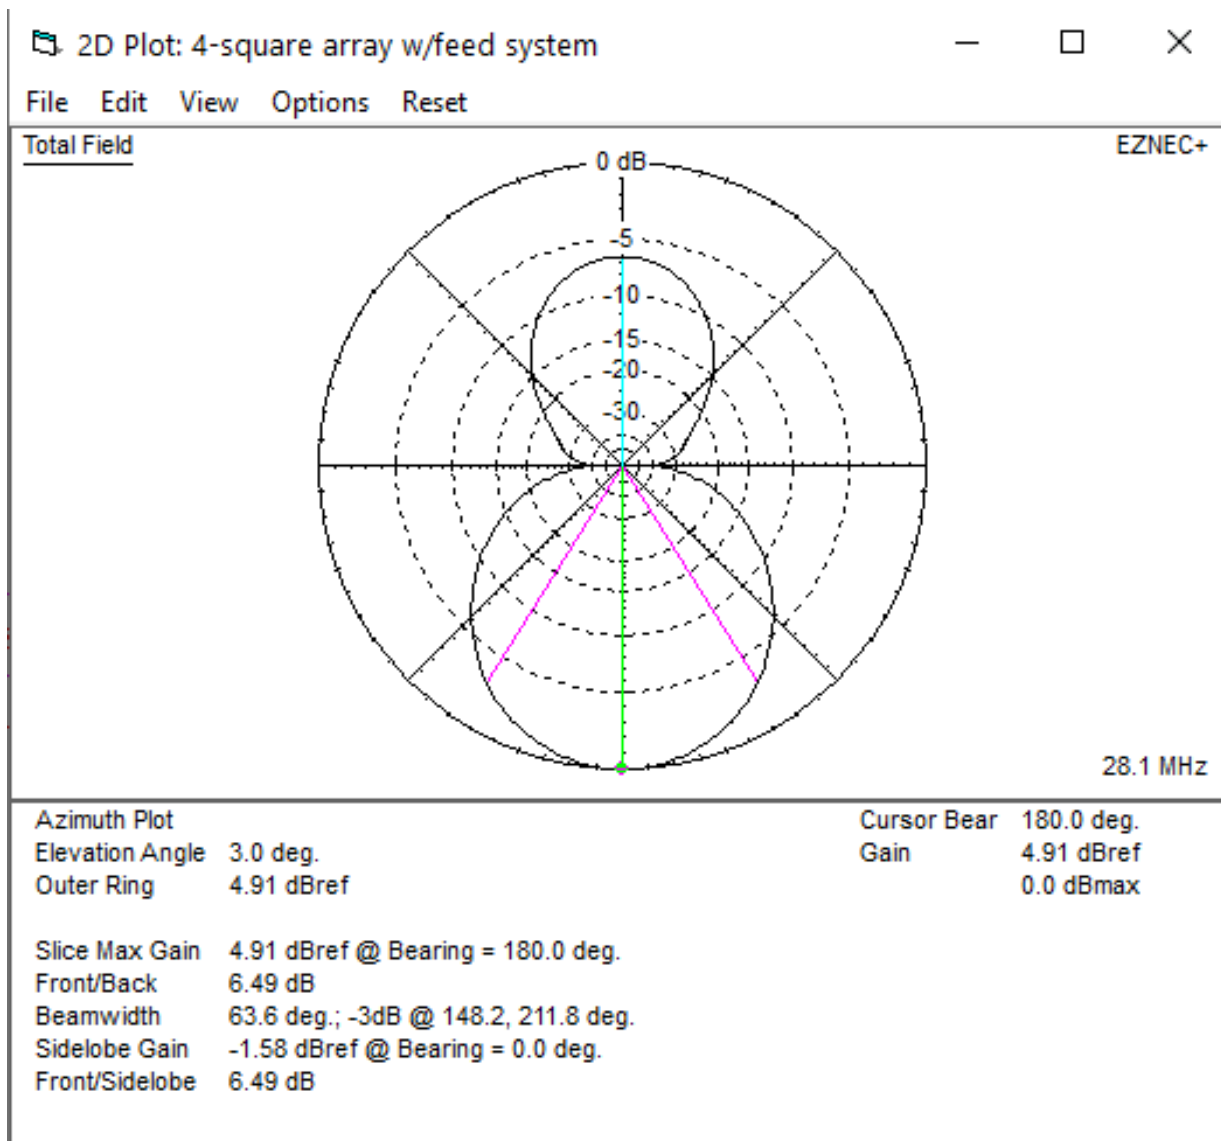 2D Plot: 4-square array w/feed system
File Edit View Options Reset
Total Field
EZNEC+
0 dB
-5
-10
-15
-20
-30
28.1 MHz
Azimuth Plot
Elevation Angle 3.0 deg.
Outer Ring 4.91 dBref
Cursor Bear 180.0 deg.
Gain 4.91 dBref
0.0 dBmax
Slice Max Gain 4.91 dBref @ Bearing = 180.0 deg.
Front/Back 6.49 dB
Beamwidth 63.6 deg.; -3dB @ 148.2, 211.8 deg.
Sidelobe Gain -1.58 dBref @ Bearing = 0.0 deg.
Front/Sidelobe 6.49 dB